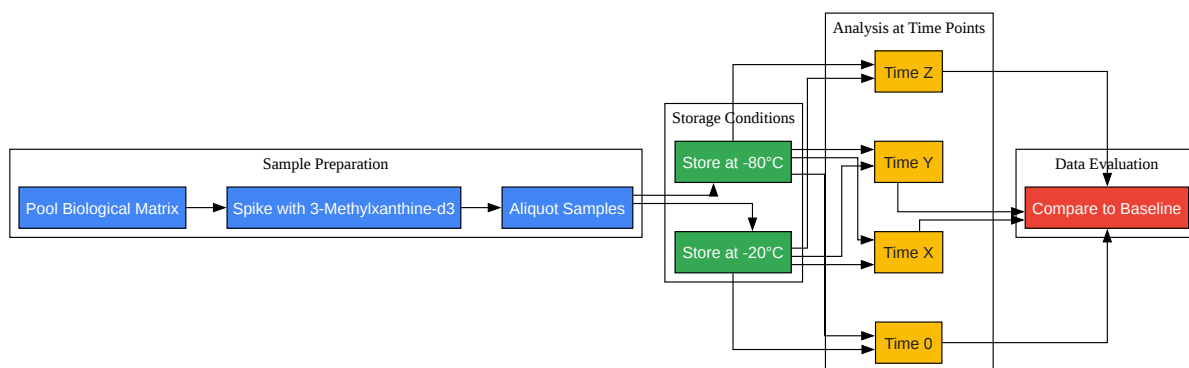 Sample Preparation
Pool Biological Matrix
Spike with 3-Methylxanthine-d3
Aliquot Samples
Storage Conditions
Store at -80°C
Store at -20°C
Analysis at Time Points
Time Z
Time Y
Time X
Time 0
Data Evaluation
Compare to Baseline